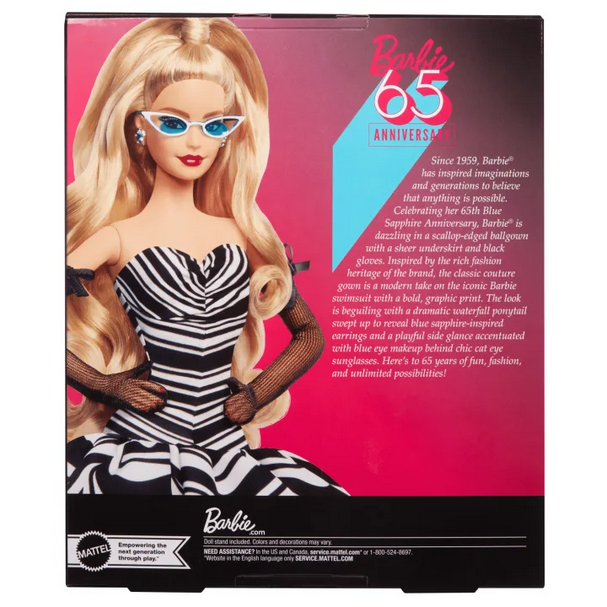 Barbie
65
ANNIVERSARY
Since 1959, Barbie®
has inspired imaginations
and generations to believe
that anything is possible.
Celebrating her 65th Blue
Sapphire Anniversary, Barbie® is
dazzling in a scallop-edged ballgown
with a sheer underskirt and black
gloves. Inspired by the rich fashion
heritage of the brand, the classic couture
gown is a modern take on the iconic Barbie
swimsuit with a bold, graphic print. The look
is beguiling with a dramatic waterfall ponytail
swept up to reveal blue sapphire-inspired
earrings and a playful side glance accentuated
with blue eye makeup behind chic cat eye
sunglasses. Here's to 65 years of fun, fashion,
and unlimited possibilities!
Barbie.com
Doll stand included. Colors and decorations may vary.
NEED ASSISTANCE? In the US and Canada, service.mattel.com* or 1-800-524-8697.
*Website in the English language only SERVICE.MATTEL.COM
MATTEL
Empowering the
next generation
through play.™